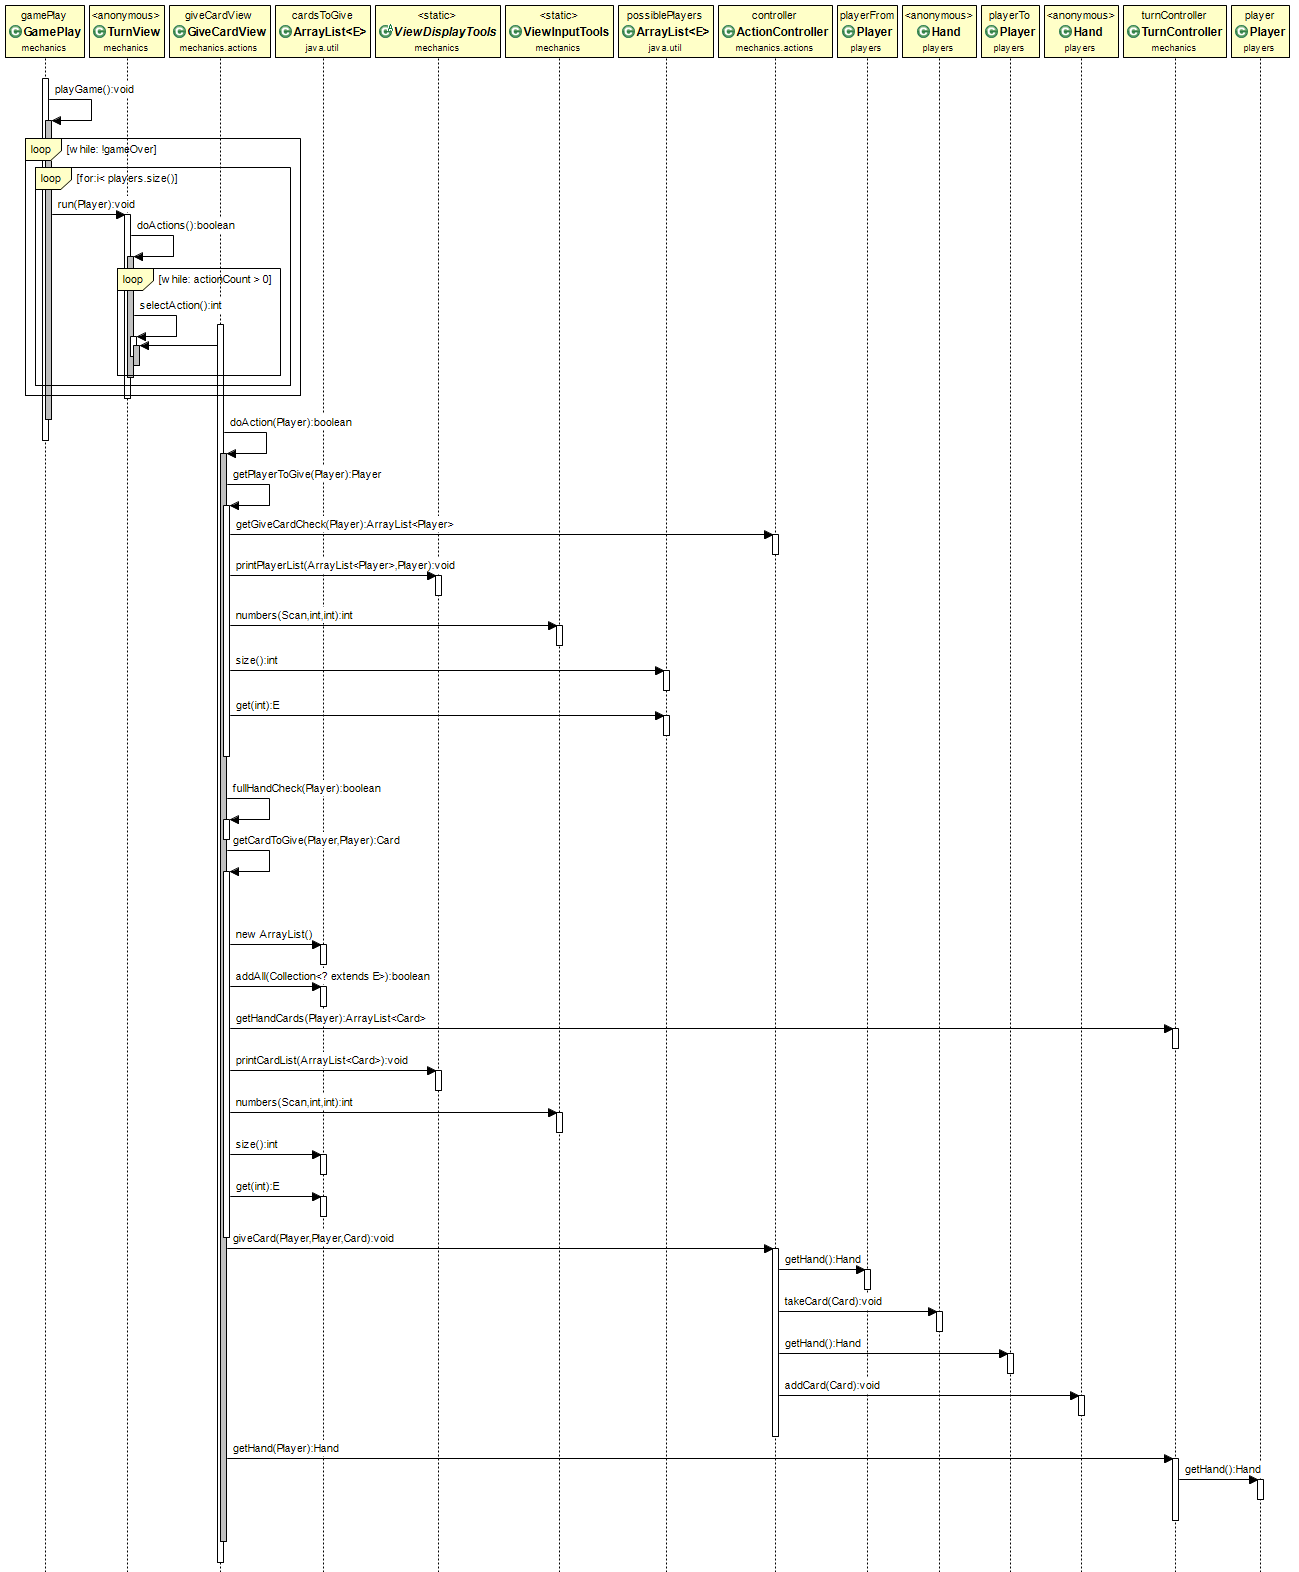 gamePlay
GamePlay
mechanics
<anonymous>
TurnView
mechanics
giveCardView
GiveCardView
mechanics.actions
cardsToGive
ArrayList<E>
java.util
<static>
ViewDisplayTools
mechanics
<static>
ViewInputTools
mechanics
possiblePlayers
ArrayList<E>
java.util
controller
ActionController
mechanics.actions
playerFrom
Player
players
<anonymous>
Hand
players
playerTo
Player
players
<anonymous>
Hand
players
turnController
TurnController
mechanics
player
Player
players
playGame():void
loop [while: !gameOver]
loop [for:i< players.size()]
run(Player):void
doActions():boolean
loop [while: actionCount > 0]
selectAction():int
doAction(Player):boolean
getPlayerToGive(Player):Player
getGiveCardCheck(Player):ArrayList<Player>
printPlayerList(ArrayList<Player>,Player):void
numbers(Scan,int,int):int
size():int
get(int):E
fullHandCheck(Player):boolean
getCardToGive(Player,Player):Card
new ArrayList()
addAll(Collection<? extends E>):boolean
getHandCards(Player):ArrayList<Card>
printCardList(ArrayList<Card>):void
numbers(Scan,int,int):int
size():int
get(int):E
giveCard(Player,Player,Card):void
getHand():Hand
takeCard(Card):void
getHand():Hand
addCard(Card):void
getHand(Player):Hand
getHand():Hand